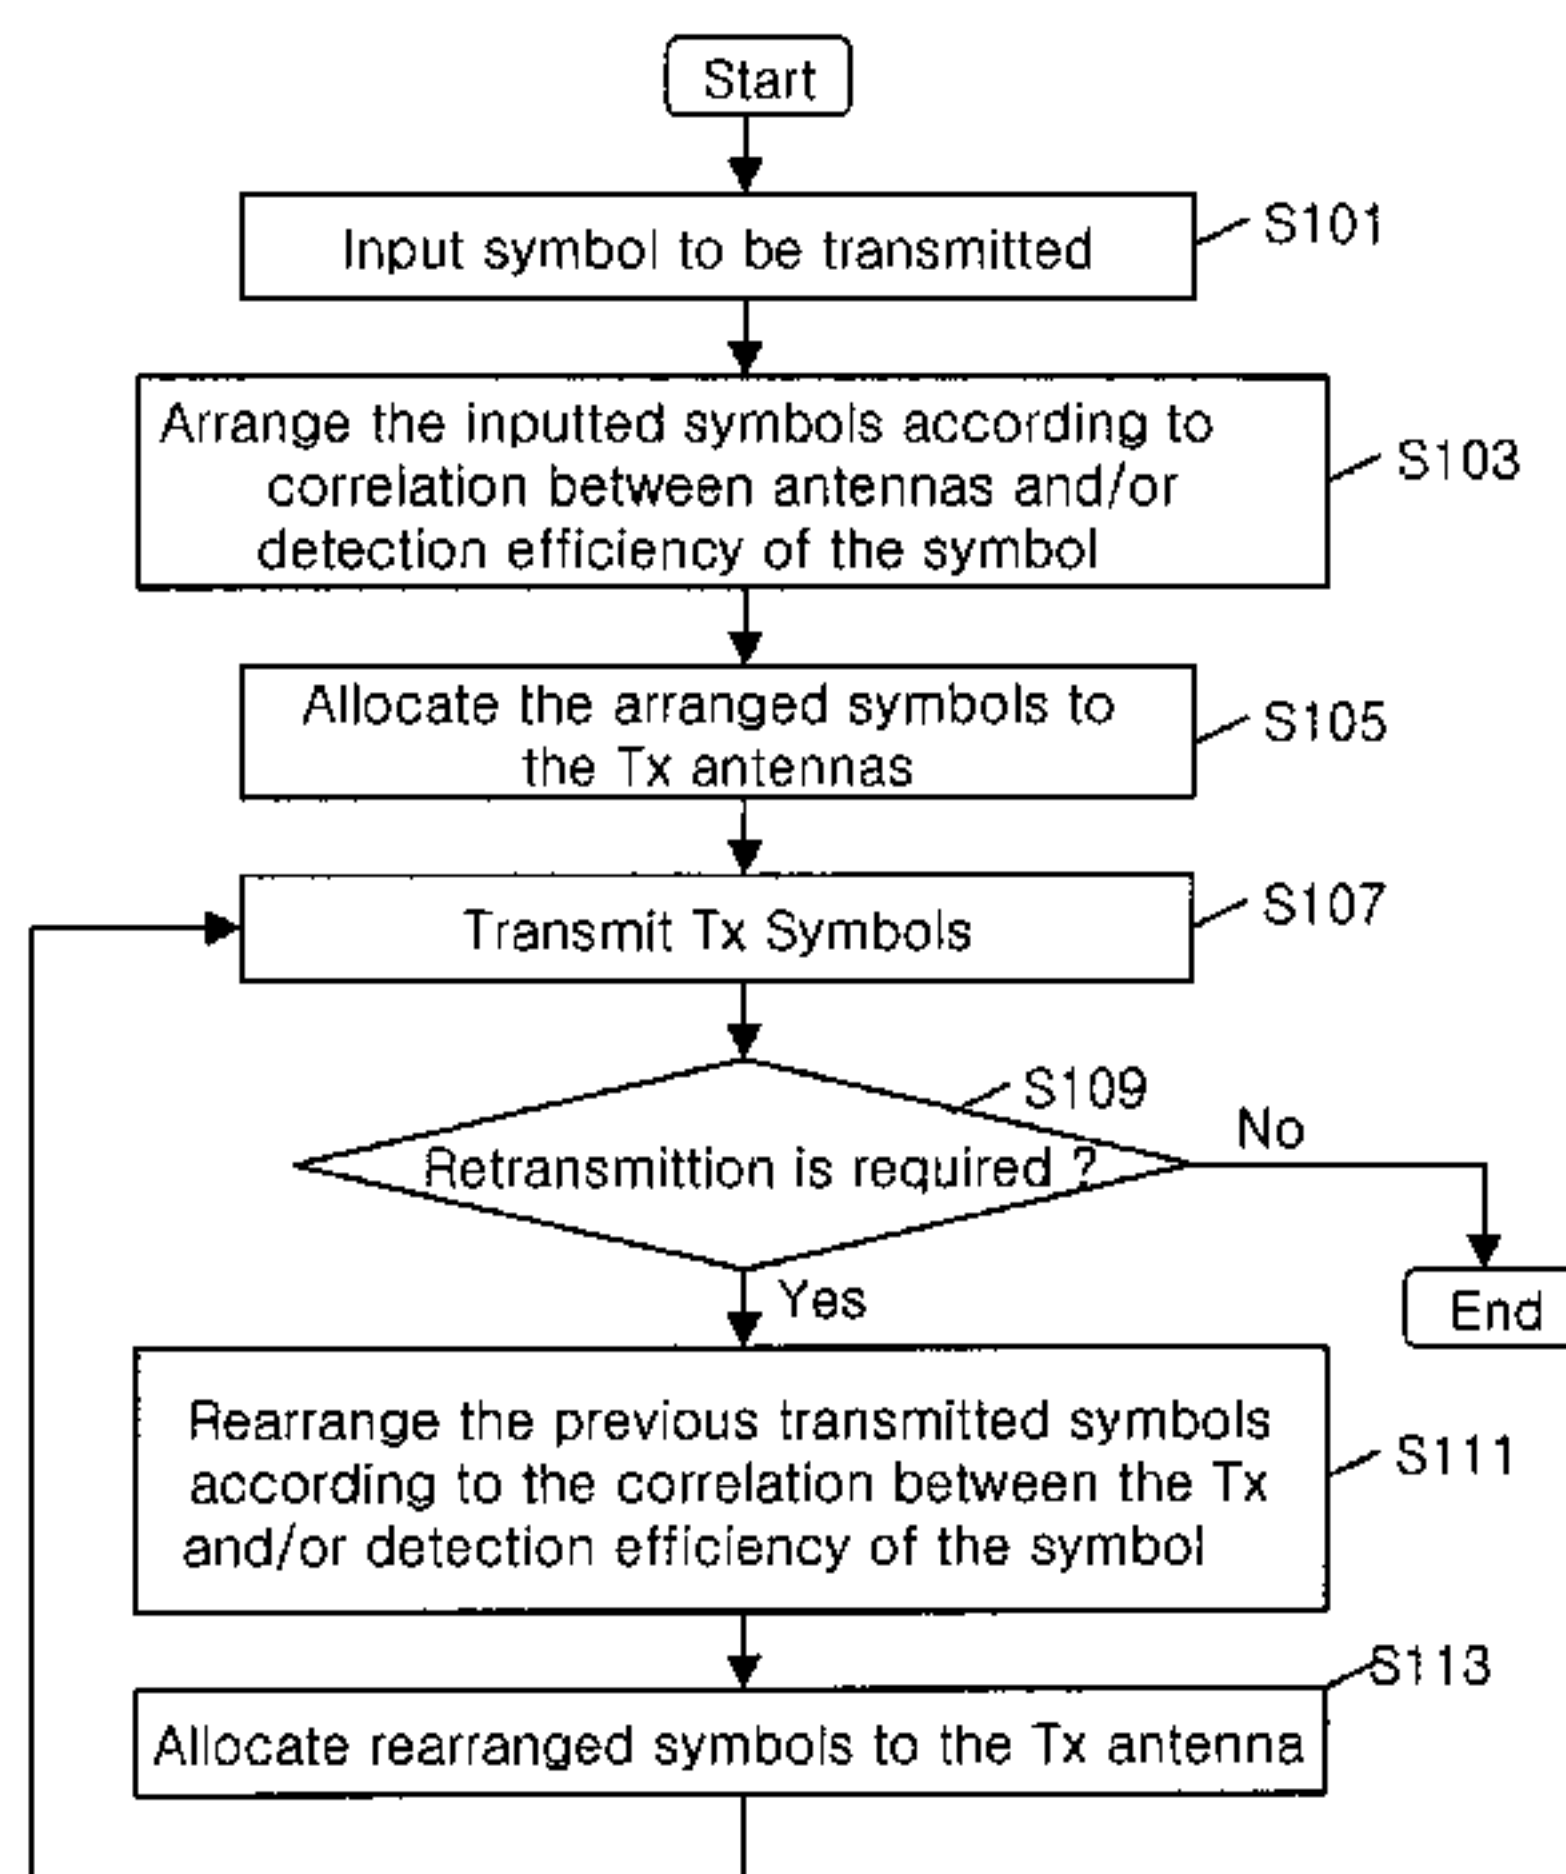 Start
Input symbol to be transmitted
S101
Arrange the inputted symbols according to
correlation between antennas and/or
detection efficiency of the symbol
S103
Allocate the arranged symbols to
the Tx antennas
S105
Transmit Tx Symbols
S107
S109
Retransmittion is required ?
No
Yes
End
Rearrange the previous transmitted symbols
according to the correlation between the Tx
and/or detection efficiency of the symbol
S111
S113
Allocate rearranged symbols to the Tx antenna